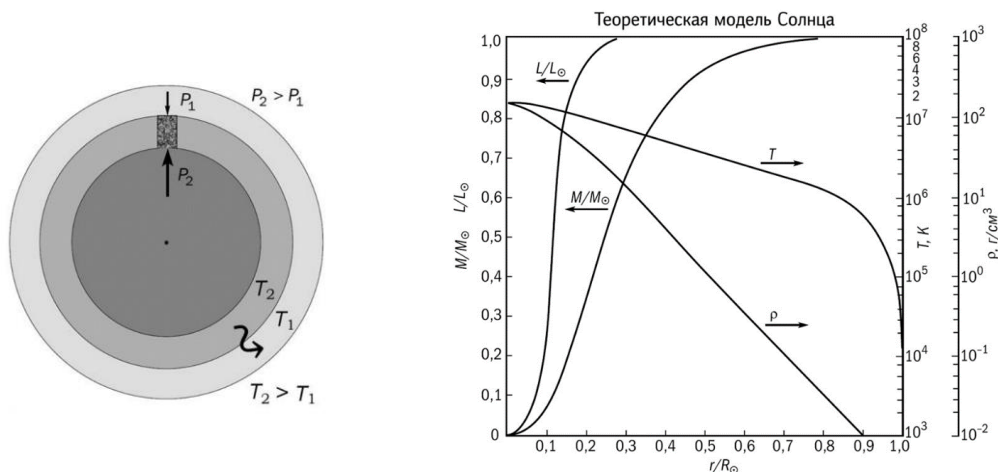 P₂ > P₁
P₁
P₂
T₂
T₁
T₂ > T₁
Теоретическая модель Солнца
1,0
0,9
0,8
0,7
0,6
0,5
0,4
0,3
0,2
0,1
0
M/M⊙ L/L⊙
L/L⊙
M/M⊙
T
ρ
0,1 0,2 0,3 0,4 0,5 0,6 0,7 0,8 0,9 1,0
r/R⊙
10⁸
8
6
4
3
2
10⁷
10⁶
10⁵
10⁴
10³
T, К
10³
10²
10¹
10⁰
10⁻¹
10⁻²
ρ, г/см³